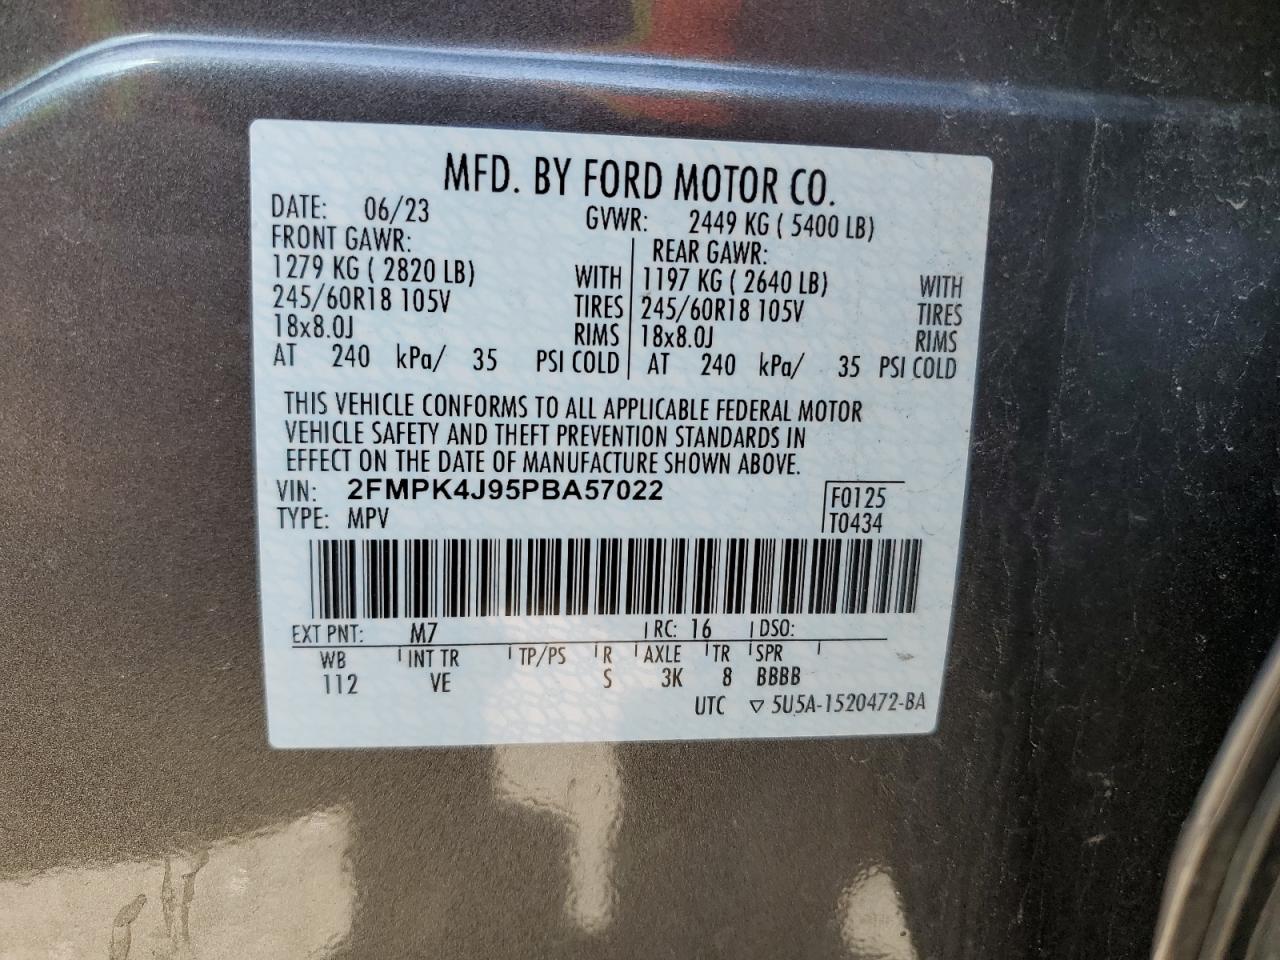 MFD. BY FORD MOTOR CO.
DATE: 06/23 GVWR: 2449 KG ( 5400 LB)
FRONT GAWR: REAR GAWR:
1279 KG ( 2820 LB) WITH 1197 KG ( 2640 LB) WITH
245/60R18 105V TIRES 245/60R18 105V TIRES
18x8.0J RIMS 18x8.0J RIMS
AT 240 kPa/ 35 PSI COLD AT 240 kPa/ 35 PSI COLD
THIS VEHICLE CONFORMS TO ALL APPLICABLE FEDERAL MOTOR
VEHICLE SAFETY AND THEFT PREVENTION STANDARDS IN
EFFECT ON THE DATE OF MANUFACTURE SHOWN ABOVE.
VIN: 2FMPK4J95PBA57022 F0125
TYPE: MPV T0434
EXT PNT: M7 RC: 16 DSO:
WB INT TR TP/PS R AXLE TR SPR
112 VE S 3K 8 BBBB
UTC ▽ 5U5A-1520472-BA